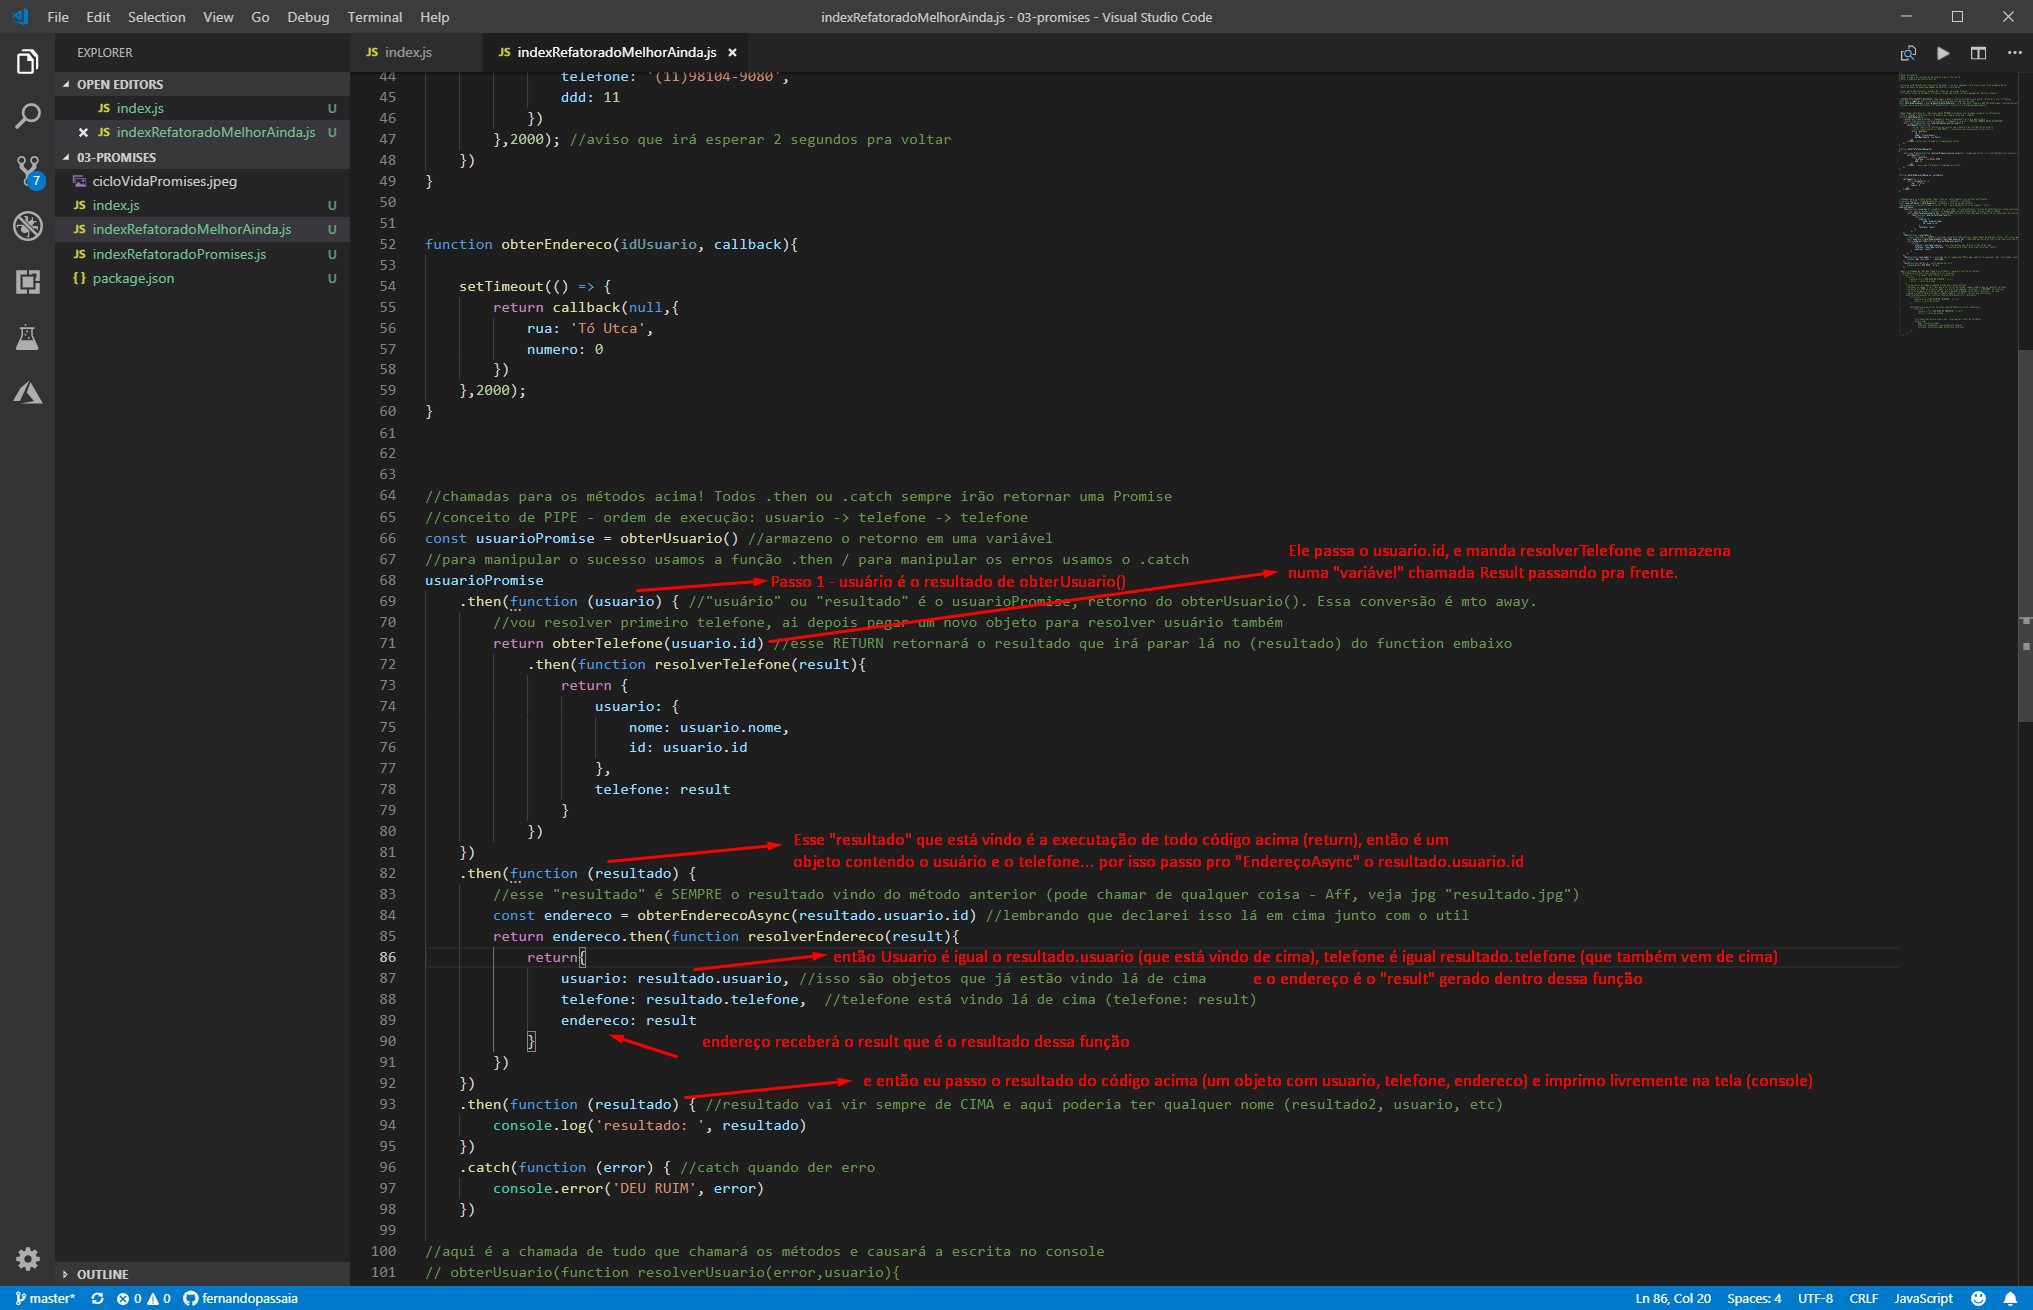 File Edit Selection View Go Debug Terminal Help
indexRefatoradoMelhorAinda.js - 03-promises - Visual Studio Code
EXPLORER
OPEN EDITORS
JS index.js U
JS indexRefatoradoMelhorAinda.js U
03-PROMISES
cicloVidaPromises.jpeg
JS index.js U
JS indexRefatoradoMelhorAinda.js U
JS indexRefatoradoPromises.js U
{} package.json U
7
OUTLINE
JS index.js
JS indexRefatoradoMelhorAinda.js
44 telefone: '(11)98104-9080',
45 ddd: 11
46 })
47 },2000); //aviso que irá esperar 2 segundos pra voltar
48 })
49 }
50
51
52 function obterEndereco(idUsuario, callback){
53
54 setTimeout(() => {
55 return callback(null,{
56 rua: 'Tó Utca',
57 numero: 0
58 })
59 },2000);
60 }
61
62
63
64 //chamadas para os métodos acima! Todos .then ou .catch sempre irão retornar uma Promise
65 //conceito de PIPE - ordem de execução: usuario -> telefone -> telefone
66 const usuarioPromise = obterUsuario() //armazeno o retorno em uma variável
67 //para manipular o sucesso usamos a função .then / para manipular os erros usamos o .catch
Ele passa o usuario.id, e manda resolverTelefone e armazena
numa "variável" chamada Result passando pra frente.
68 usuarioPromise
Passo 1 - usuário é o resultado de obterUsuario()
69 .then(function (usuario) { //"usuário" ou "resultado" é o usuarioPromise, retorno do obterUsuario(). Essa conversão é mto away.
70 //vou resolver primeiro telefone, ai depois pegar um novo objeto para resolver usuário também
71 return obterTelefone(usuario.id) //esse RETURN retornará o resultado que irá parar lá no (resultado) do function embaixo
72 .then(function resolverTelefone(result){
73 return {
74 usuario: {
75 nome: usuario.nome,
76 id: usuario.id
77 },
78 telefone: result
79 }
80 })
Esse "resultado" que está vindo é a executação de todo código acima (return), então é um
objeto contendo o usuário e o telefone... por isso passo pro "EndereçoAsync" o resultado.usuario.id
81 })
82 .then(function (resultado) {
83 //esse "resultado" é SEMPRE o resultado vindo do método anterior (pode chamar de qualquer coisa - Aff, veja jpg "resultado.jpg")
84 const endereco = obterEnderecoAsync(resultado.usuario.id) //lembrando que declarei isso lá em cima junto com o util
85 return endereco.then(function resolverEndereco(result){
86 return{
então Usuario é igual o resultado.usuario (que está vindo de cima), telefone é igual resultado.telefone (que também vem de cima)
87 usuario: resultado.usuario, //isso são objetos que já estão vindo lá de cima
e o endereço é o "result" gerado dentro dessa função
88 telefone: resultado.telefone, //telefone está vindo lá de cima (telefone: result)
89 endereco: result
90 }
endereço receberá o result que é o resultado dessa função
91 })
92 })
e então eu passo o resultado do código acima (um objeto com usuario, telefone, endereco) e imprimo livremente na tela (console)
93 .then(function (resultado) { //resultado vai vir sempre de CIMA e aqui poderia ter qualquer nome (resultado2, usuario, etc)
94 console.log('resultado: ', resultado)
95 })
96 .catch(function (error) { //catch quando der erro
97 console.error('DEU RUIM', error)
98 })
99
100 //aqui é a chamada de tudo que chamará os métodos e causará a escrita no console
101 // obterUsuario(function resolverUsuario(error,usuario){
master* 0 0 fernandopassaia
Ln 86, Col 20 Spaces: 4 UTF-8 CRLF JavaScript